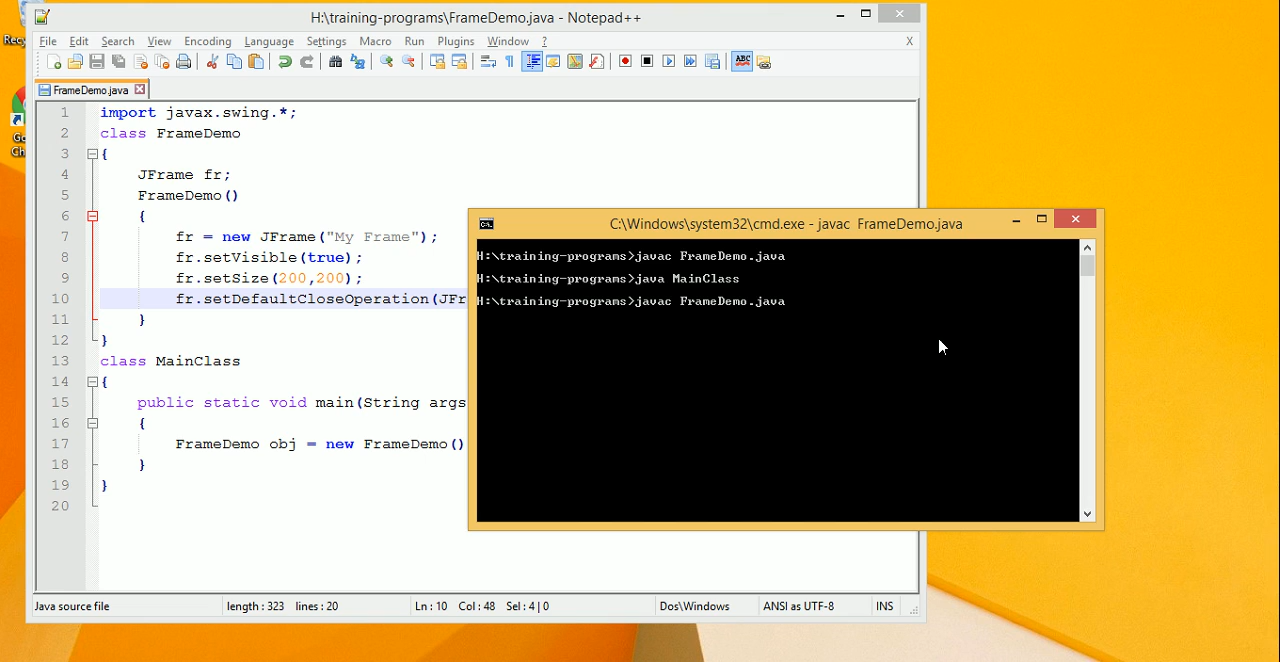 H:\training-programs\FrameDemo.java - Notepad++
File Edit Search View Encoding Language Settings Macro Run Plugins Window ? X
ABC
FrameDemo.java
1 import javax.swing.*;
2 class FrameDemo
3 {
4 JFrame fr;
5 FrameDemo()
6 {
7 fr = new JFrame("My Frame");
8 fr.setVisible(true);
9 fr.setSize(200,200);
10 fr.setDefaultCloseOperation(JFr
11 }
12 }
13 class MainClass
14 {
15 public static void main(String args
16 {
17 FrameDemo obj = new FrameDemo()
18 }
19 }
20
C:\Windows\system32\cmd.exe - javac FrameDemo.java
H:\training-programs>javac FrameDemo.java
H:\training-programs>java MainClass
H:\training-programs>javac FrameDemo.java
Java source file length : 323 lines : 20 Ln : 10 Col : 48 Sel : 4 | 0 Dos\Windows ANSI as UTF-8 INS